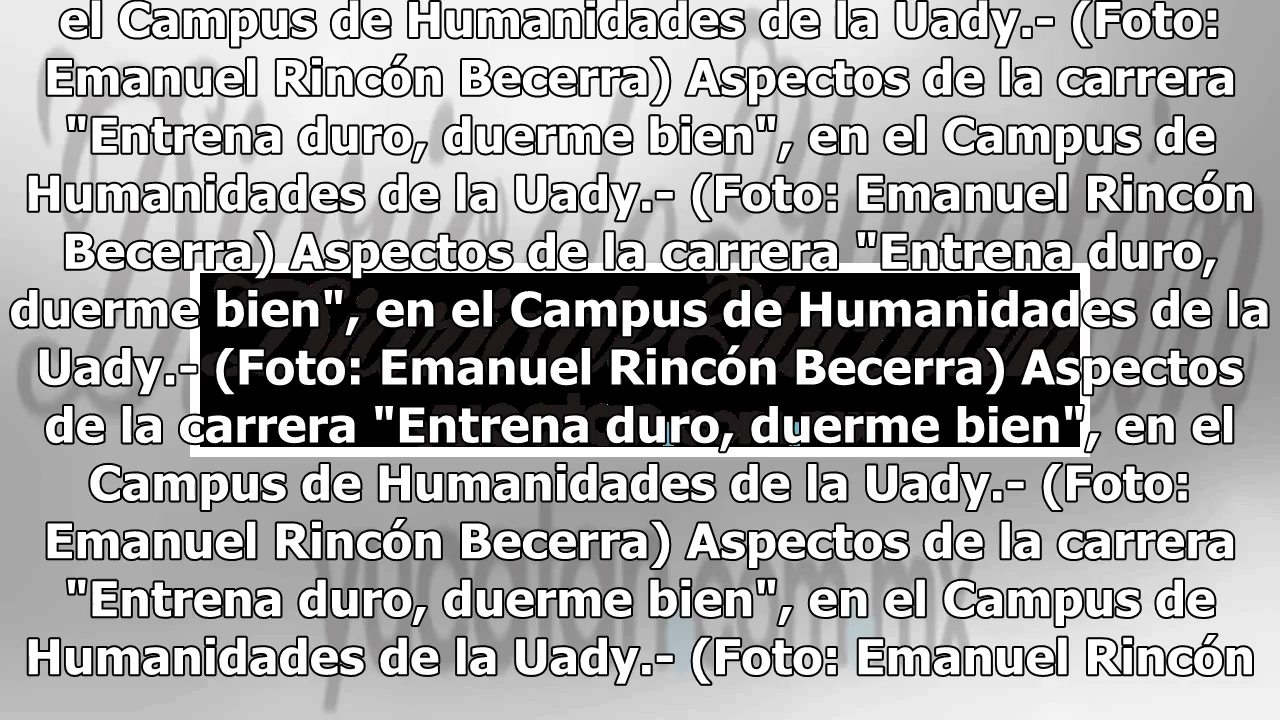 el Campus de Humanidades de la Uady.- (Foto:
Emanuel Rincón Becerra) Aspectos de la carrera
"Entrena duro, duerme bien", en el Campus de
Humanidades de la Uady.- (Foto: Emanuel Rincón
Becerra) Aspectos de la carrera "Entrena duro,
duerme bien", en el Campus de Humanidades de la
Uady.- (Foto: Emanuel Rincón Becerra) Aspectos
de la carrera "Entrena duro, duerme bien", en el
Campus de Humanidades de la Uady.- (Foto:
Emanuel Rincón Becerra) Aspectos de la carrera
"Entrena duro, duerme bien", en el Campus de
Humanidades de la Uady.- (Foto: Emanuel Rincón